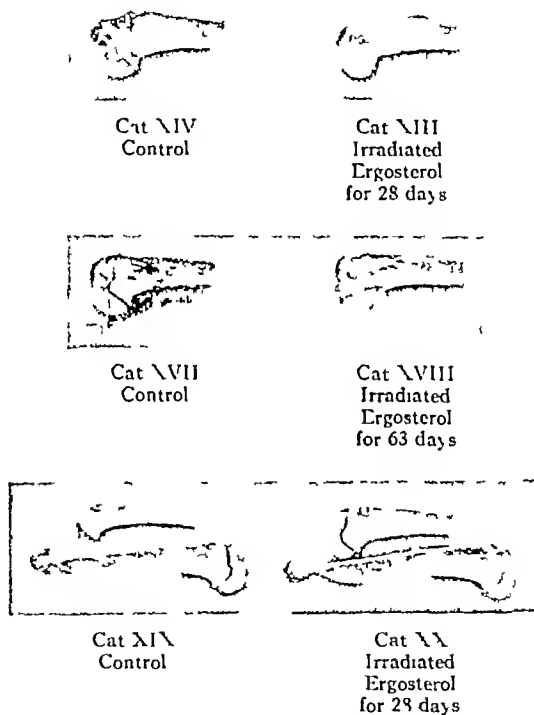 Cat XIV
Control
Cat XIII
Irradiated
Ergosterol
for 28 days
Cat XVII
Control
Cat XVIII
Irradiated
Ergosterol
for 63 days
Cat XIX
Control
Cat XX
Irradiated
Ergosterol
for 28 days